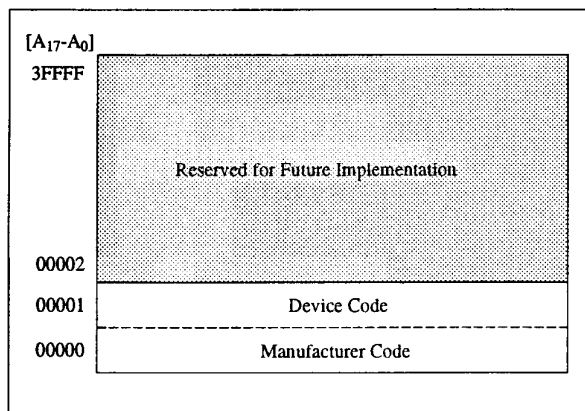 [A17-A0]
3FFFF
Reserved for Future Implementation
00002
00001 Device Code
00000 Manufacturer Code